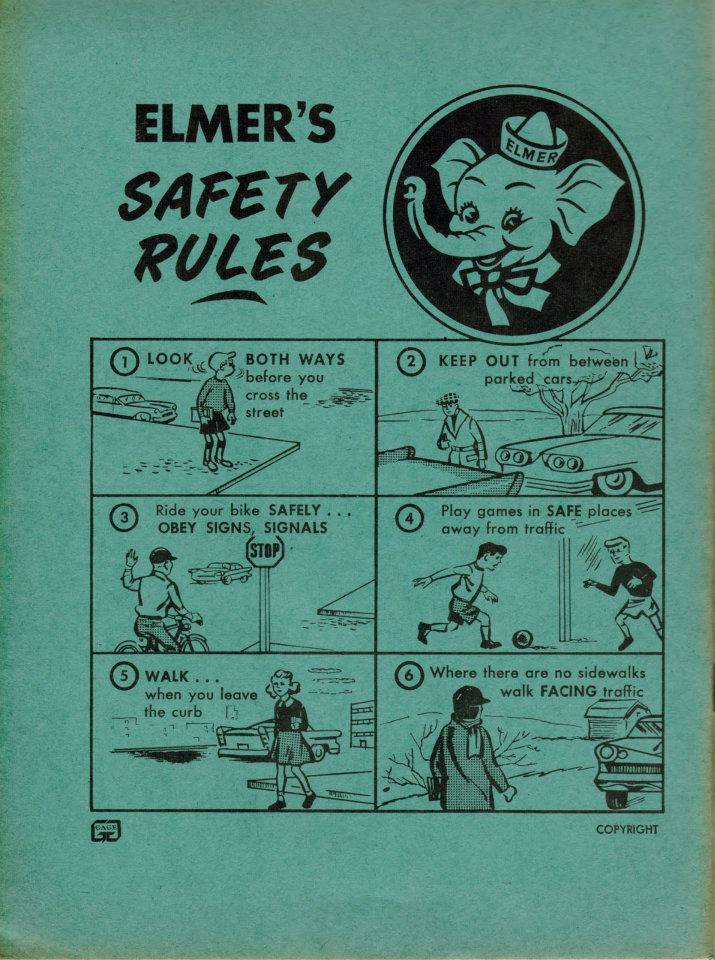 ELMER'S
SAFETY
RULES
ELMER
1 LOOK BOTH WAYS
before you
cross the
street
2 KEEP OUT from between
parked cars
3 Ride your bike SAFELY . . .
OBEY SIGNS, SIGNALS
STOP
4 Play games in SAFE places
away from traffic
5 WALK . . .
when you leave
the curb
6 Where there are no sidewalks
walk FACING traffic
GAGE
COPYRIGHT